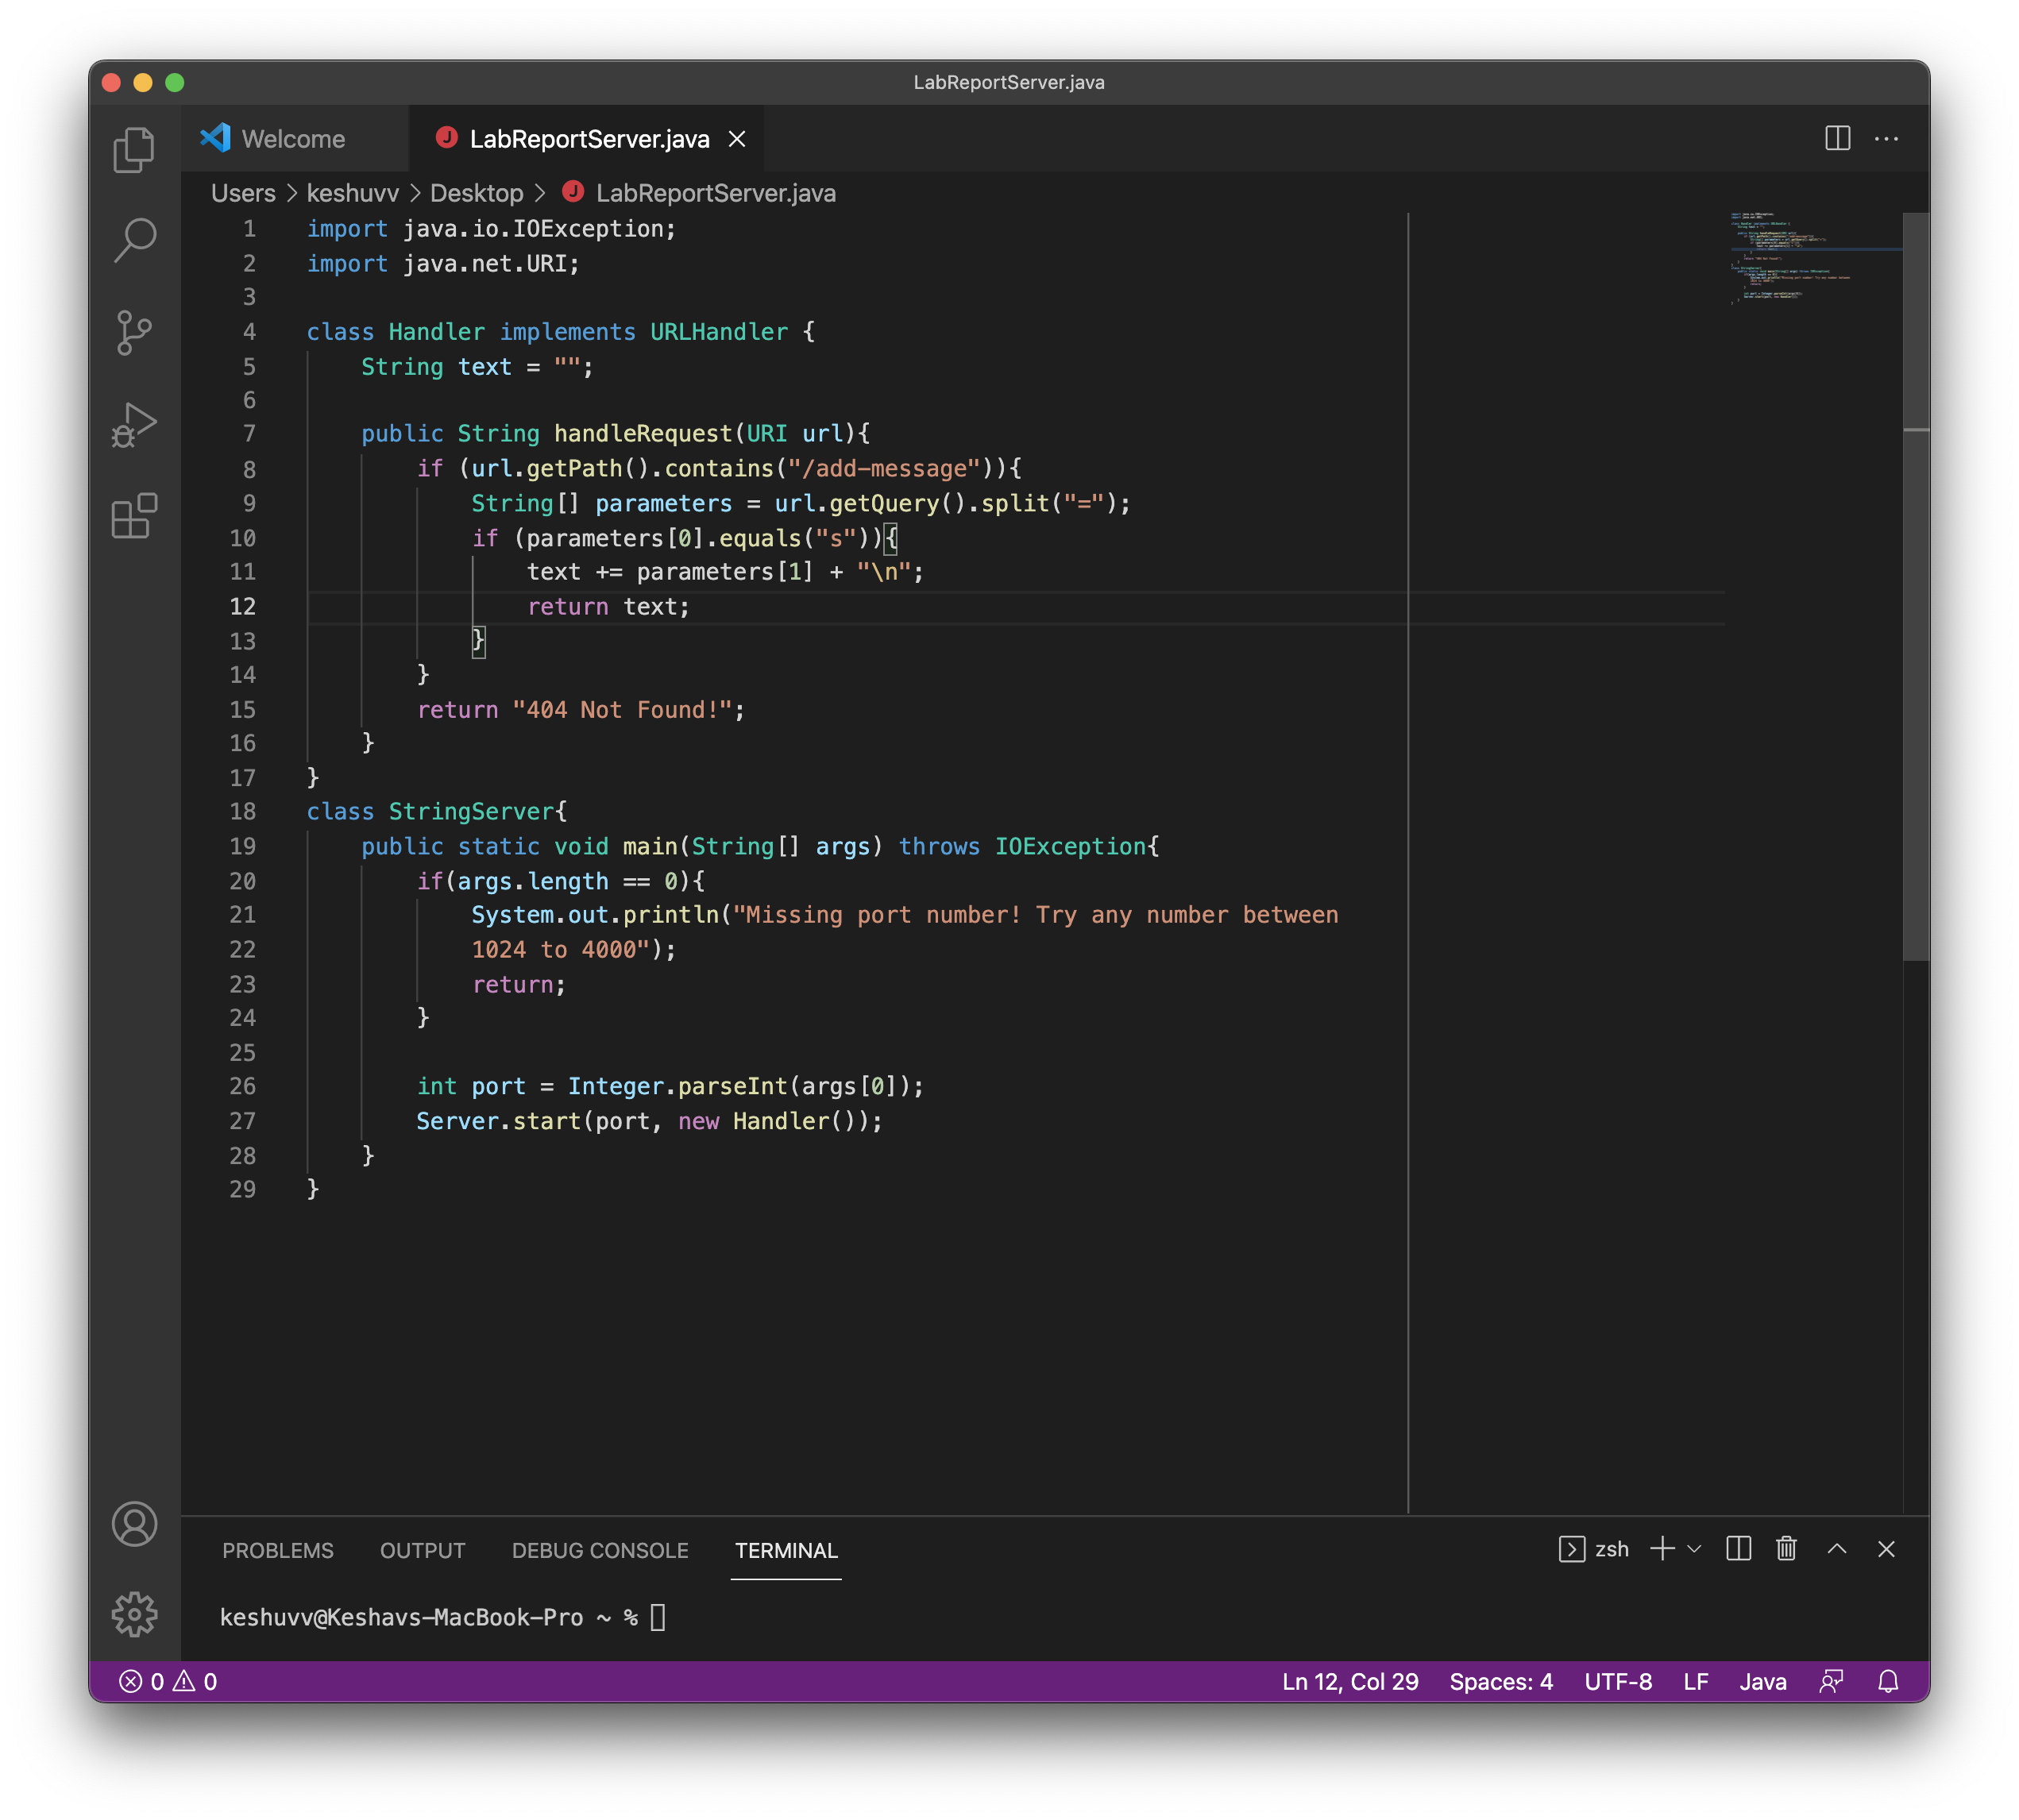 LabReportServer.java
Welcome
LabReportServer.java
Users > keshuvv > Desktop > LabReportServer.java
1 import java.io.IOException;
2 import java.net.URI;
3
4 class Handler implements URLHandler {
5     String text = "";
6
7     public String handleRequest(URI url){
8         if (url.getPath().contains("/add-message")){
9             String[] parameters = url.getQuery().split("=");
10             if (parameters[0].equals("s")){
11                 text += parameters[1] + "\n";
12                 return text;
13             }
14         }
15         return "404 Not Found!";
16     }
17 }
18 class StringServer{
19     public static void main(String[] args) throws IOException{
20         if(args.length == 0){
21             System.out.println("Missing port number! Try any number between
22             1024 to 4000");
23             return;
24         }
25
26         int port = Integer.parseInt(args[0]);
27         Server.start(port, new Handler());
28     }
29 }
PROBLEMS OUTPUT DEBUG CONSOLE TERMINAL zsh
keshuvv@Keshavs-MacBook-Pro ~ %
0 0 Ln 12, Col 29 Spaces: 4 UTF-8 LF Java